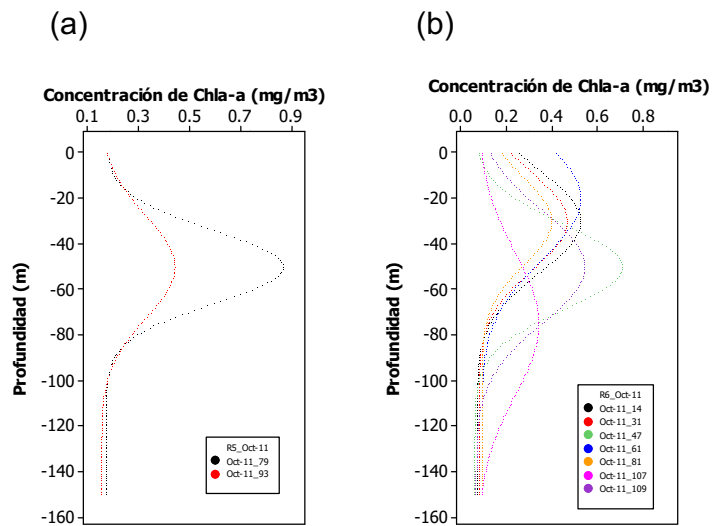 (a)
Concentración de Chla-a (mg/m3)
0.1 0.3 0.5 0.7 0.9
0
-20
-40
-60
-80
-100
-120
-140
-160
Profundidad (m)
R5_Oct-11
Oct-11_79
Oct-11_93
(b)
Concentración de Chla-a (mg/m3)
0.0 0.2 0.4 0.6 0.8
0
-20
-40
-60
-80
-100
-120
-140
-160
Profundidad (m)
R6_Oct-11
Oct-11_14
Oct-11_31
Oct-11_47
Oct-11_61
Oct-11_81
Oct-11_107
Oct-11_109